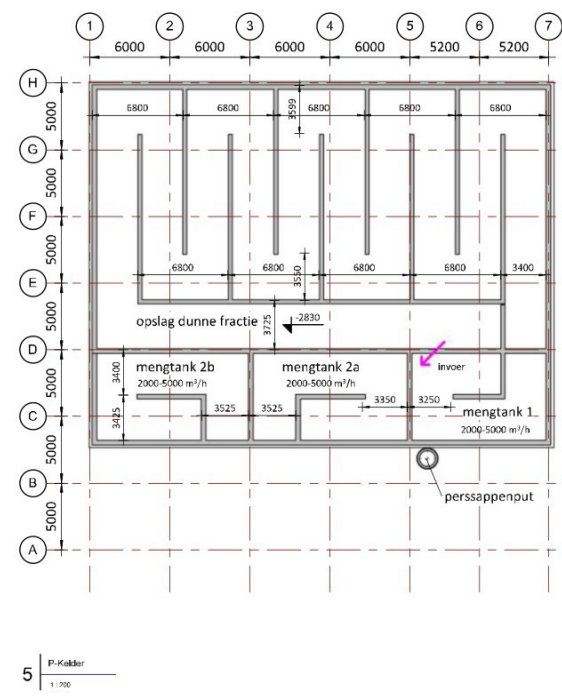 1 2 3 4 5 6 7
6000 6000 6000 6000 5200 5200
H
6800 6800 6800 6800 6800
3599
5000
G
5000
F
5000
3550
6800 6800 6800 6800 3400
E
5000
opslag dunne fractie
-2830
3725
D
mengtank 2b
2000-5000 m³/h
mengtank 2a
2000-5000 m³/h
invoer
3400
5000
3350 3250
mengtank 1
2000-5000 m³/h
C
3425
3525 3525
5000
B
perssappenput
5000
A
5
P-Kelder
1 : 200